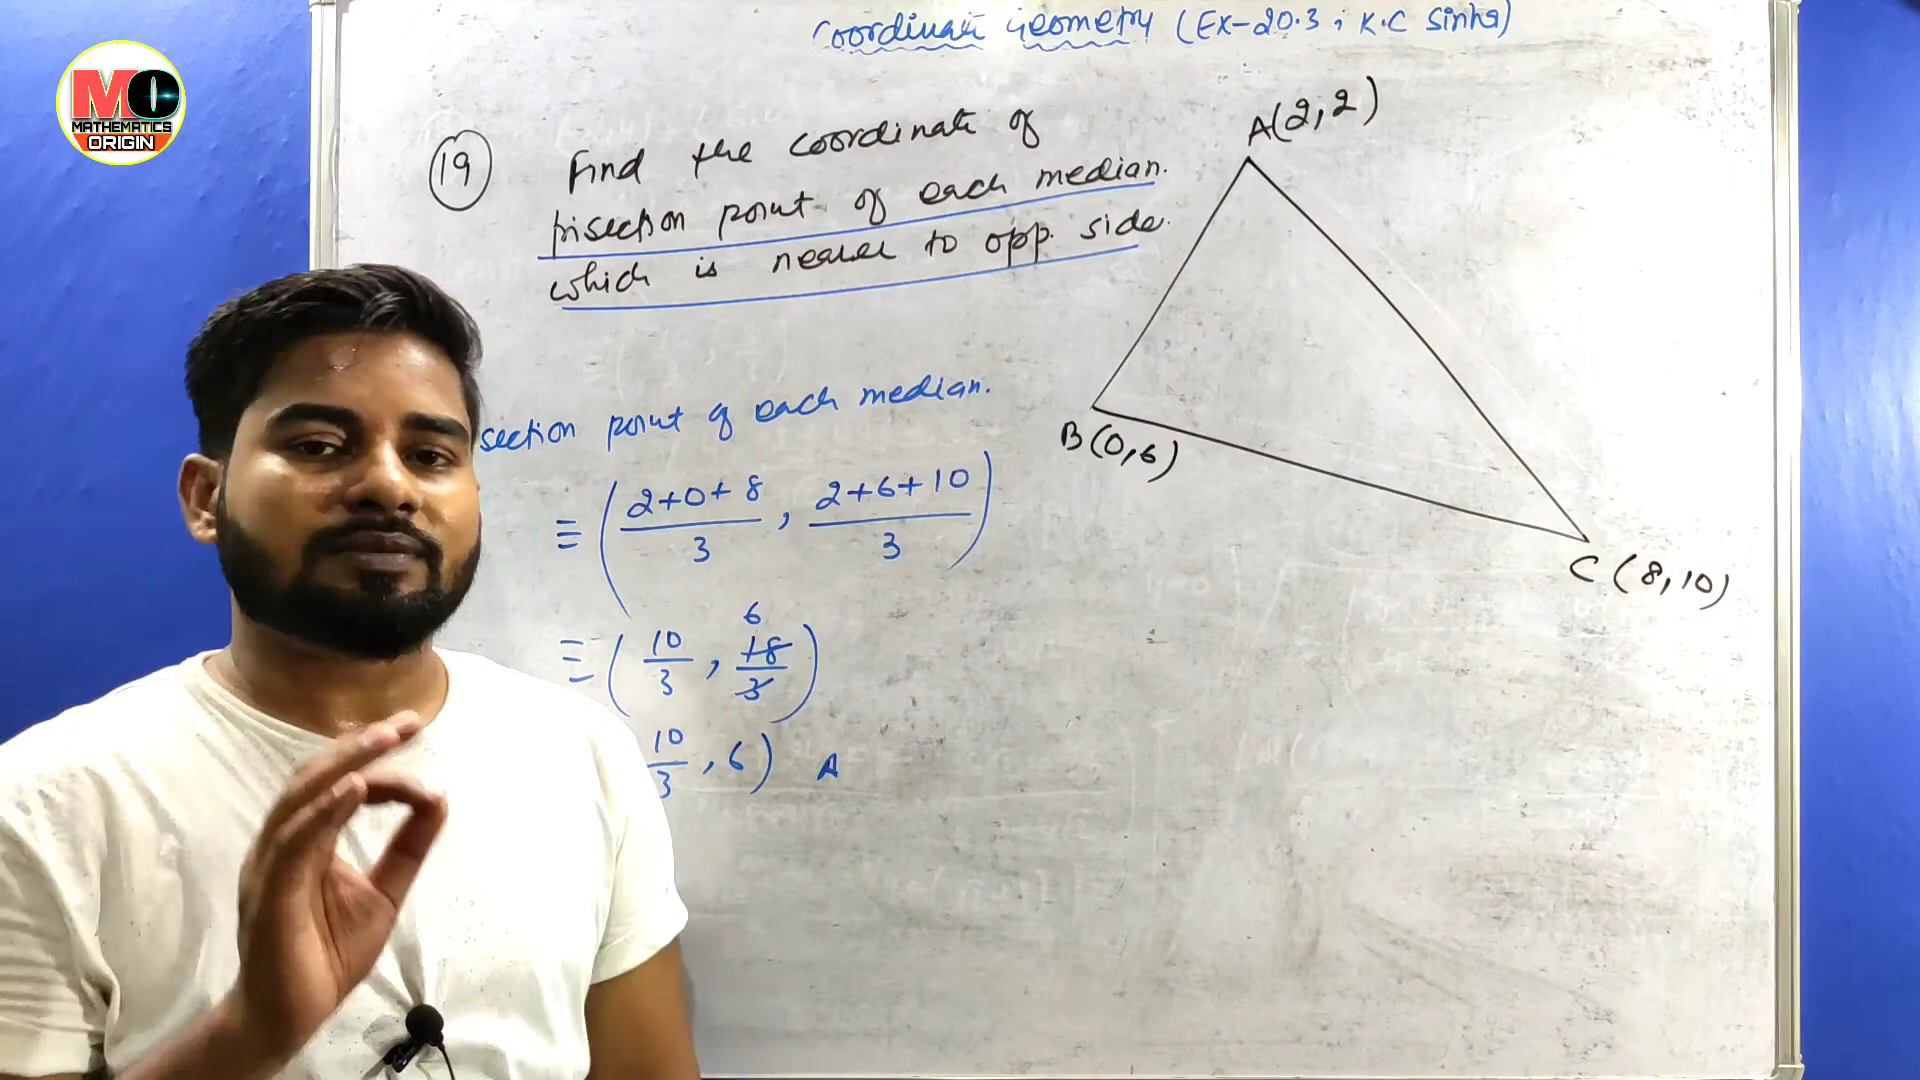 MO
MATHEMATICS
ORIGIN
Coordinate Geometry (Ex-20.3, K.C Sinha)
19 Find the coordinate of
trisection point of each median.
which is nearer to opp. side.
A(2,2)
B(0,6)
C(8,10)
section point of each median.
≡ (2+0+8/3, 2+6+10/3)
≡ (10/3, 18/3) 6
10/3, 6) A